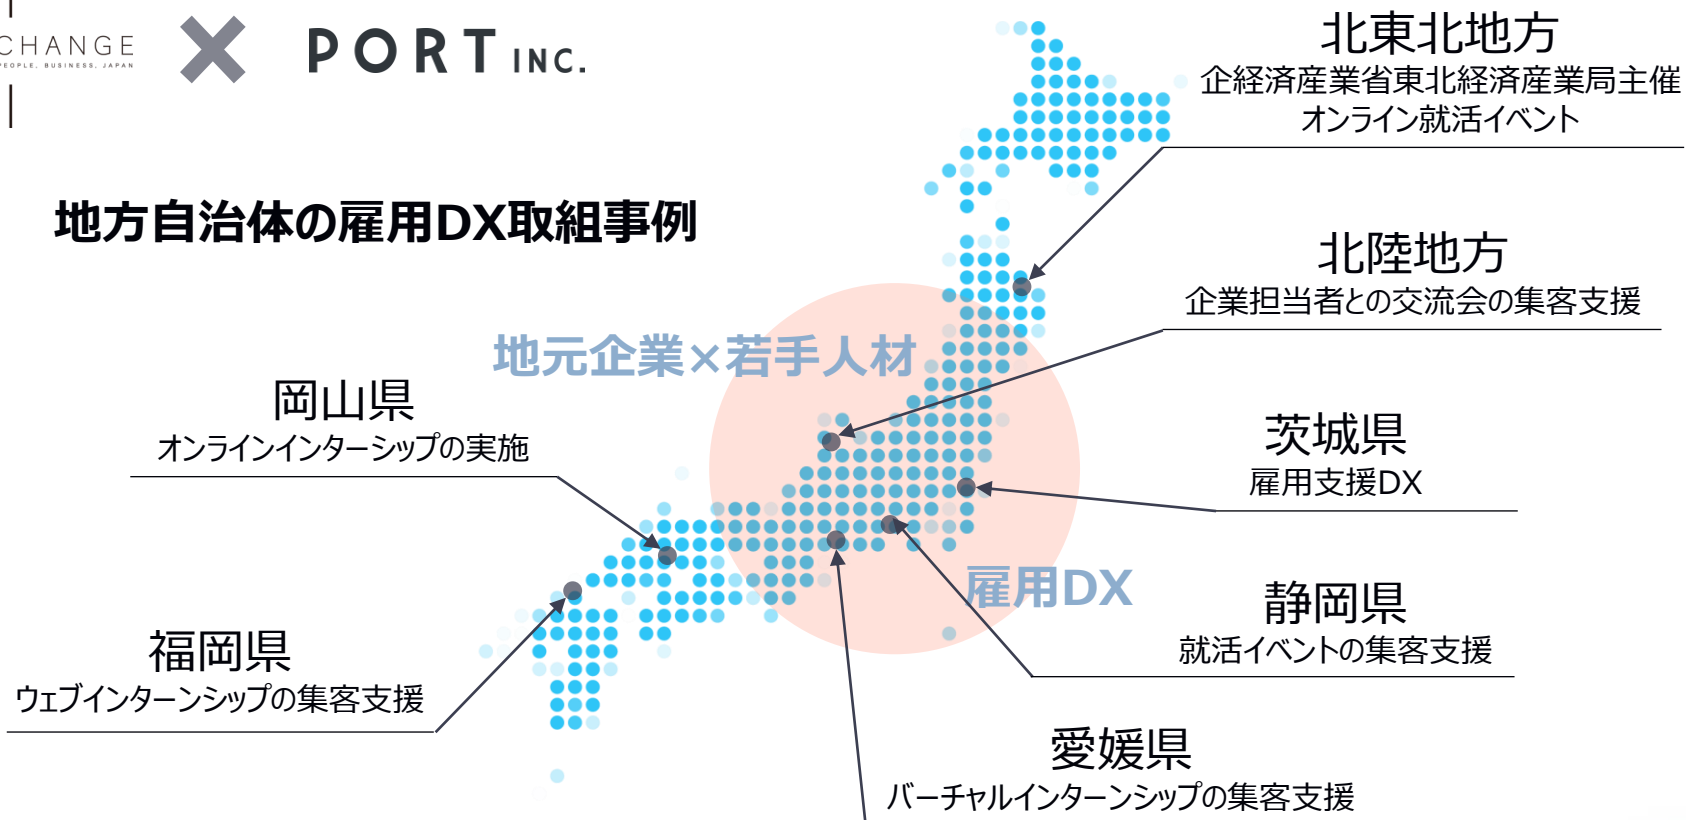 CHANGE
PEOPLE. BUSINESS. JAPAN
PORT INC.
地方自治体の雇用DX取組事例
北東北地方
企経済産業省東北経済産業局主催
オンライン就活イベント
北陸地方
企業担当者との交流会の集客支援
地元企業×若手人材
岡山県
オンラインインターシップの実施
茨城県
雇用支援DX
雇用DX
静岡県
就活イベントの集客支援
福岡県
ウェブインターンシップの集客支援
愛媛県
バーチャルインターンシップの集客支援